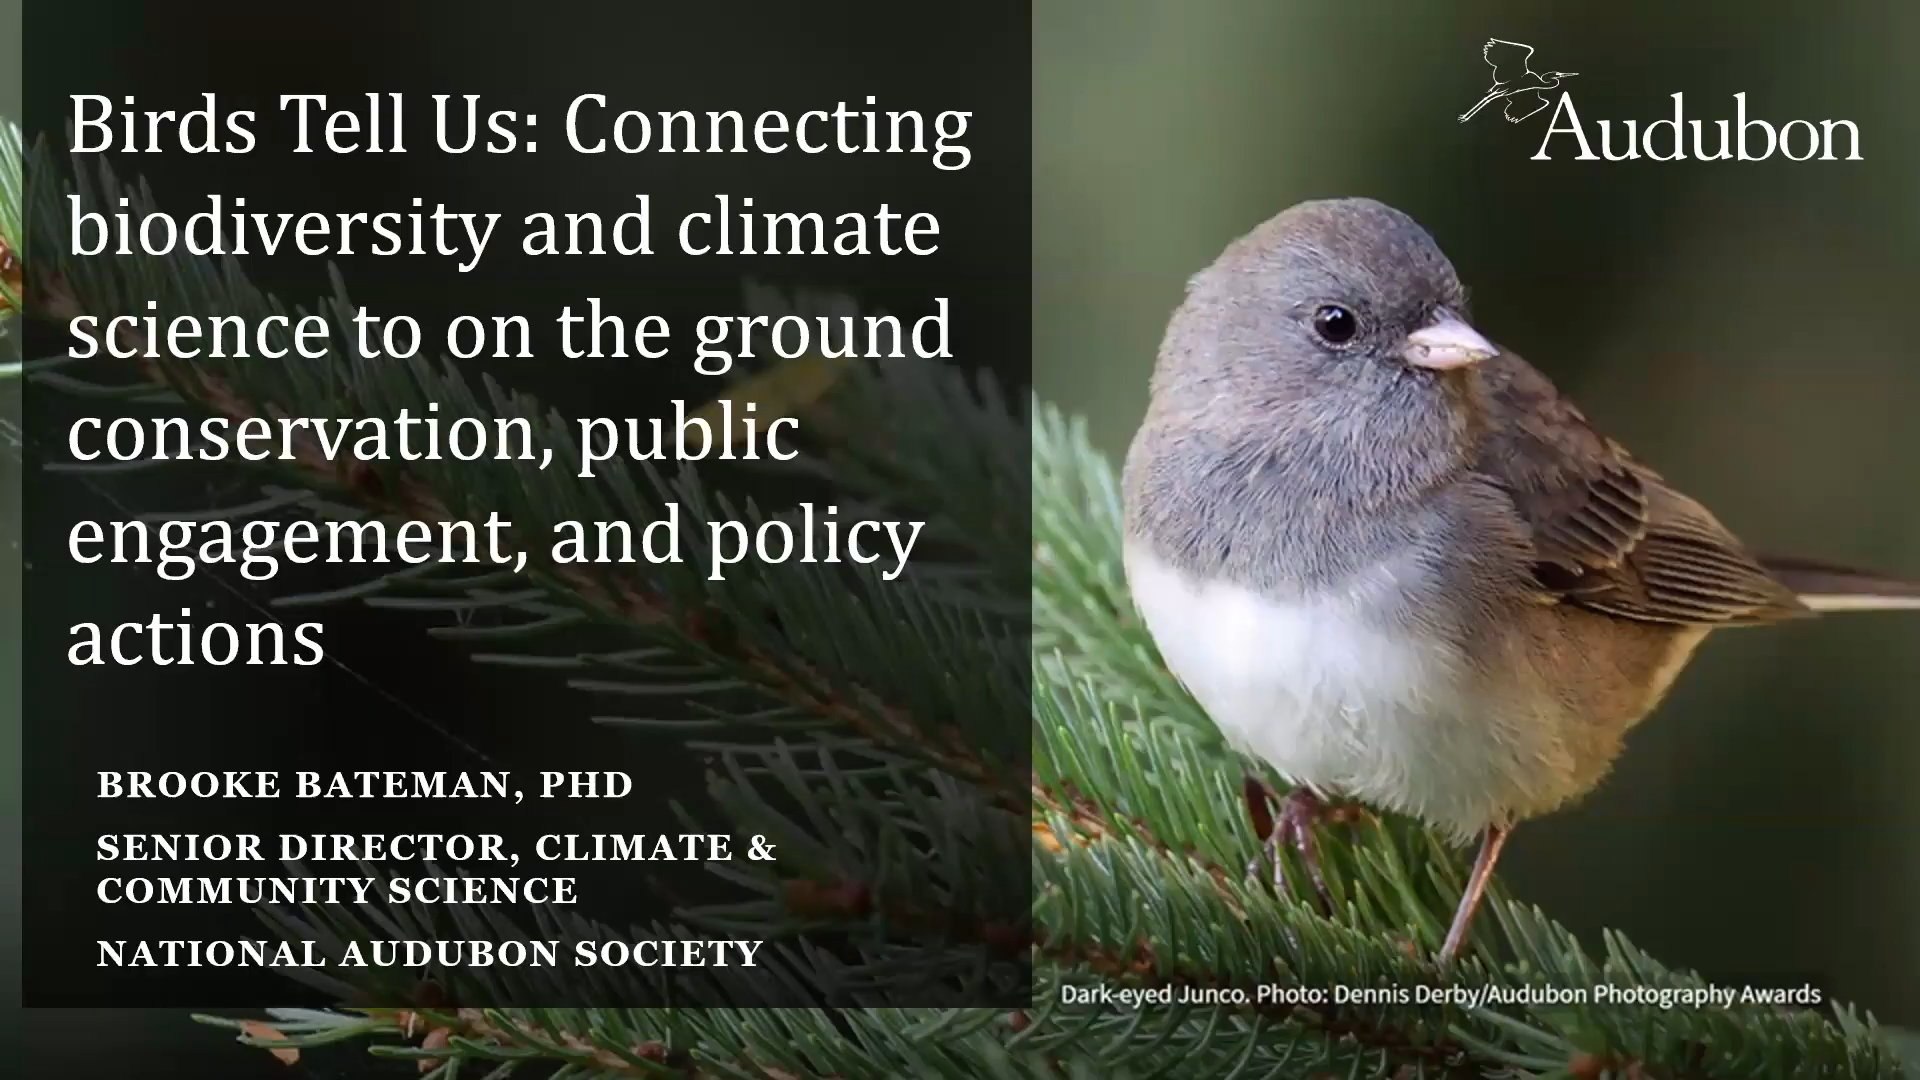 Birds Tell Us: Connecting
biodiversity and climate
science to on the ground
conservation, public
engagement, and policy
actions
BROOKE BATEMAN, PHD
SENIOR DIRECTOR, CLIMATE &
COMMUNITY SCIENCE
NATIONAL AUDUBON SOCIETY
Audubon
Dark-eyed Junco. Photo: Dennis Derby/Audubon Photography Awards